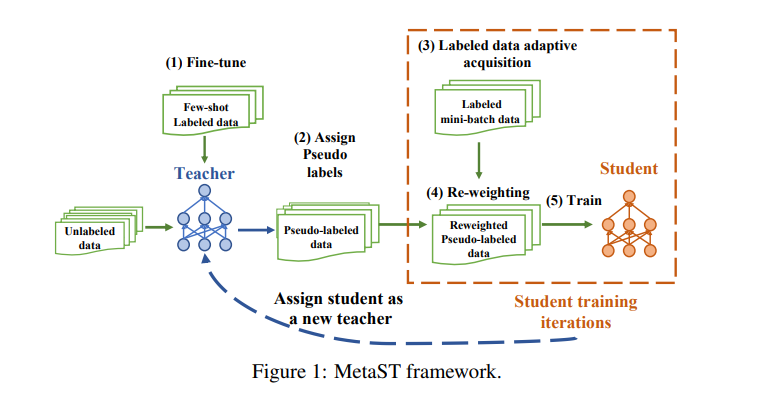 (1) Fine-tune
Few-shot
Labeled data
Teacher
Unlabeled
data
(2) Assign
Pseudo
labels
Pseudo-labeled
data
(3) Labeled data adaptive
acquisition
Labeled
mini-batch data
(4) Re-weighting
Reweighted
Pseudo-labeled
data
(5) Train
Student
Assign student as
a new teacher
Student training
iterations
Figure 1: MetaST framework.